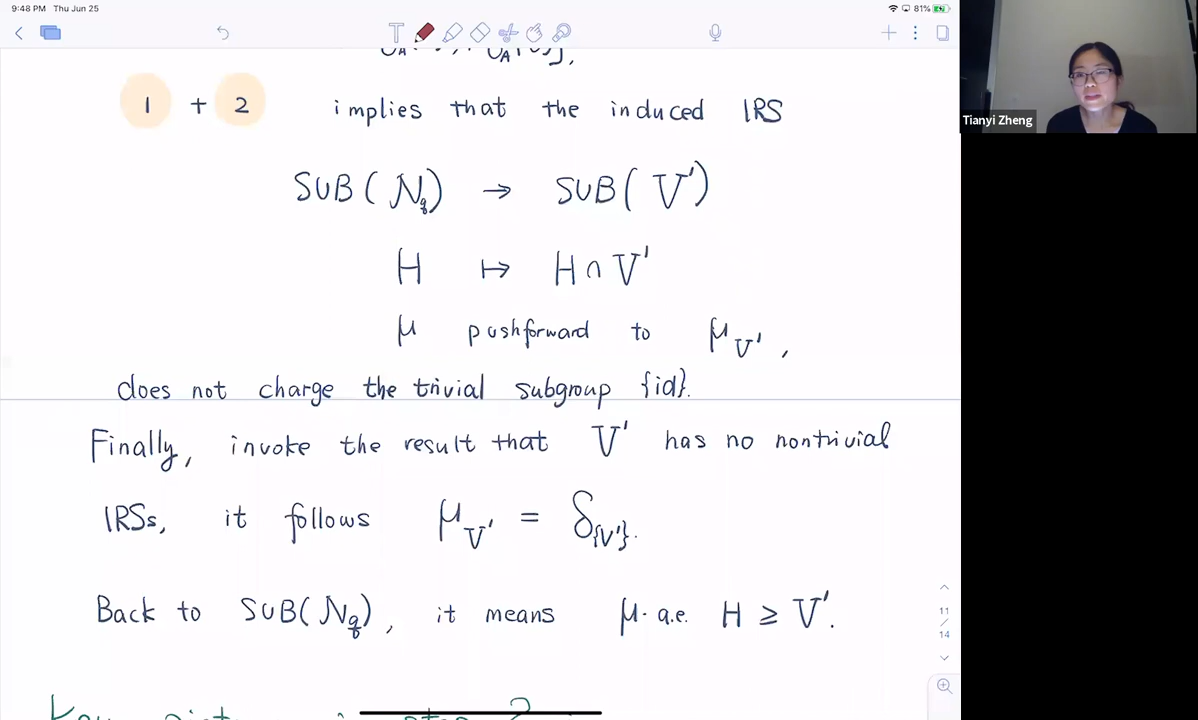 9:48 PM Thu Jun 25
81%
1 + 2 implies that the induced IRS
SUB(N_q) → SUB(V')
H ↦ H∩V'
μ pushforward to μ_V',
does not charge the trivial subgroup {id}.
Finally, invoke the result that V' has no nontrivial
IRSs, it follows μ_V' = δ_{V'}.
Back to SUB(N_q), it means μ-a.e. H ≥ V'.
11
/
14
Tianyi Zheng